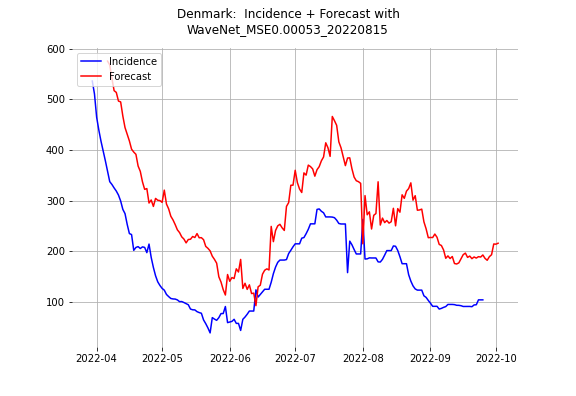 Denmark:  Incidence + Forecast with
WaveNet_MSE0.00053_20220815
600
500
400
300
200
100
Incidence
Forecast
2022-04 2022-05 2022-06 2022-07 2022-08 2022-09 2022-10